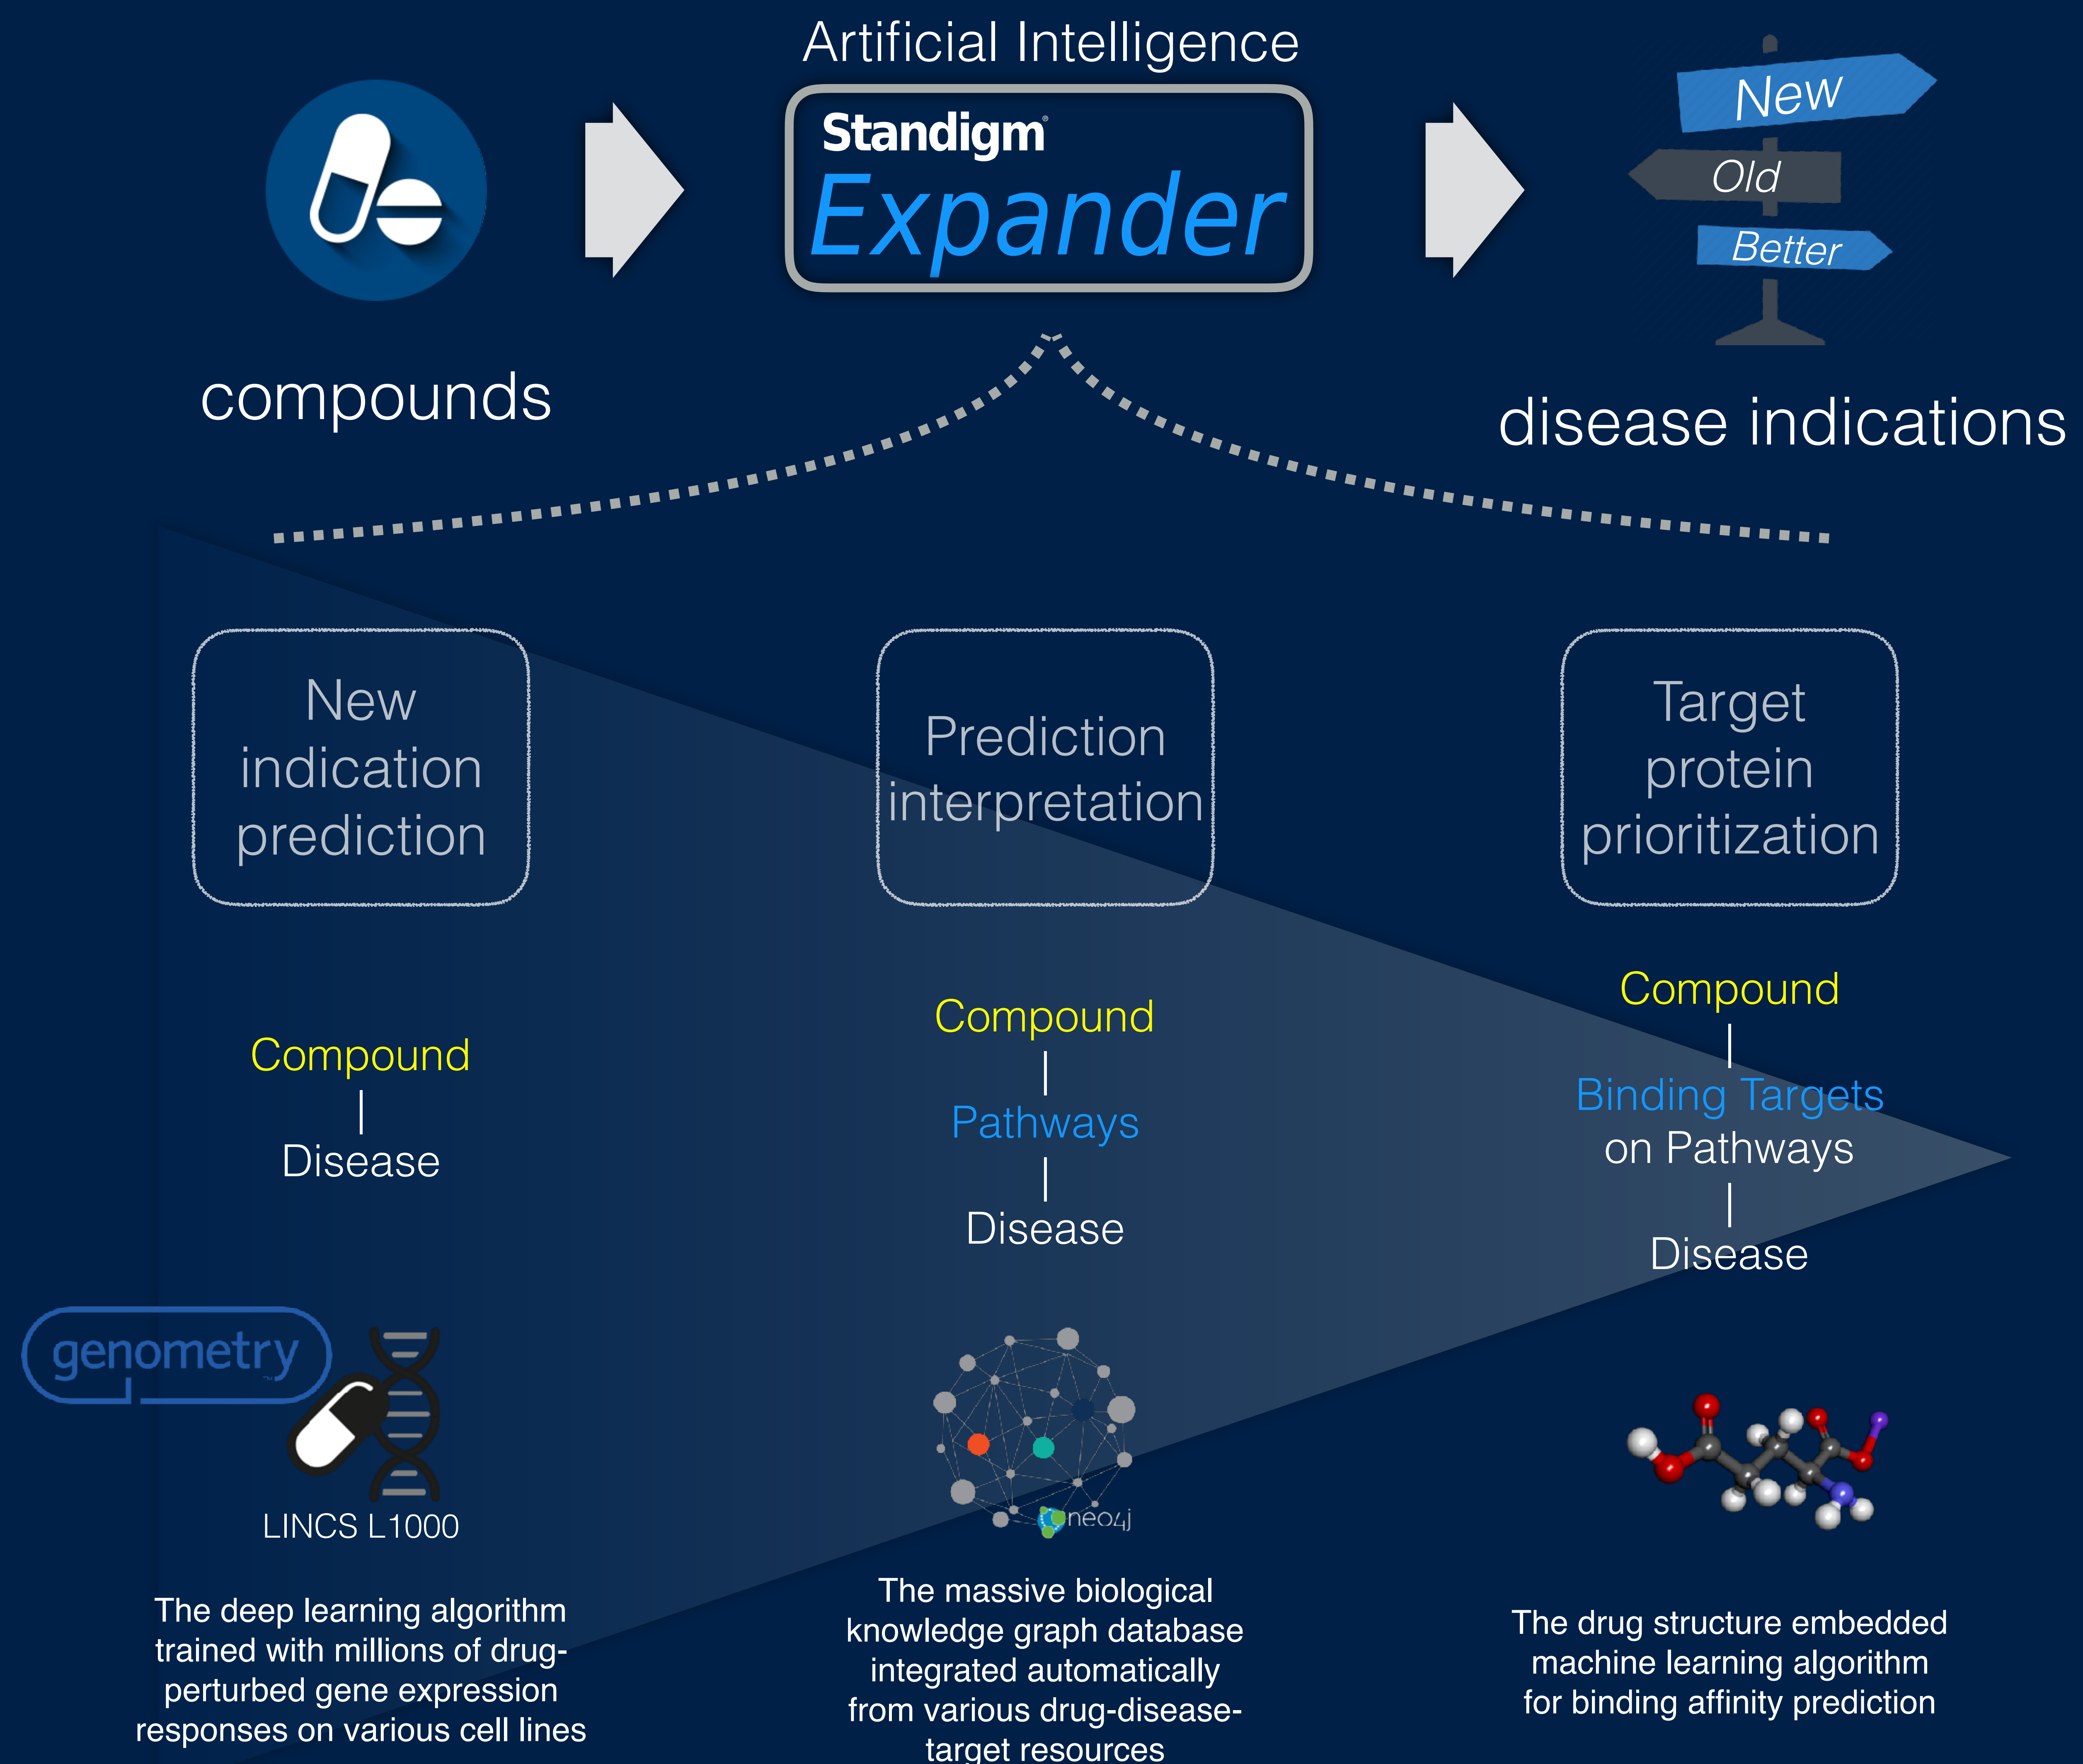 Artificial Intelligence
Standigm®
Expander
New
Old
Better
compounds
disease indications
New
indication
prediction
Prediction
interpretation
Target
protein
prioritization
Compound
Disease
Compound
Pathways
Disease
Compound
Binding Targets
on Pathways
Disease
genometry
LINCS L1000
neo4j
The deep learning algorithm
trained with millions of drug-
perturbed gene expression
responses on various cell lines
The massive biological
knowledge graph database
integrated automatically
from various drug-disease-
target resources
The drug structure embedded
machine learning algorithm
for binding affinity prediction